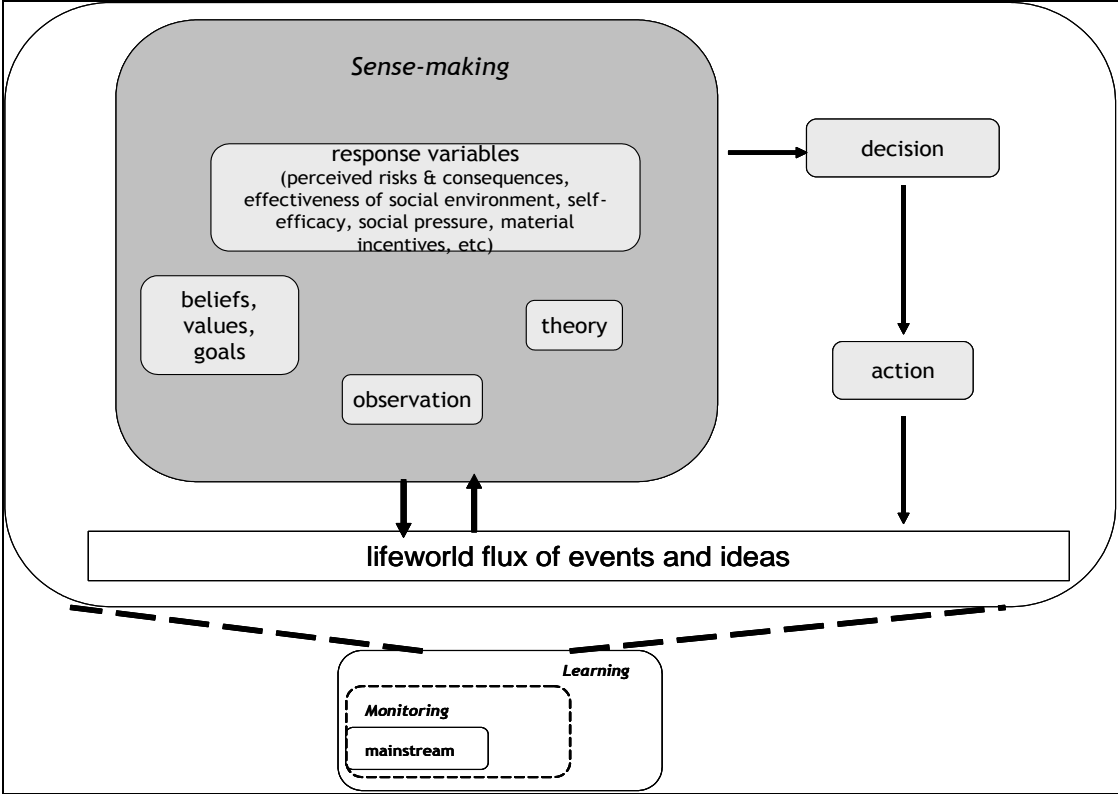 Sense-making
response variables
(perceived risks & consequences,
effectiveness of social environment, self-
efficacy, social pressure, material
incentives, etc)
decision
beliefs,
values,
goals
theory
action
observation
lifeworld flux of events and ideas
Learning
Monitoring
mainstream